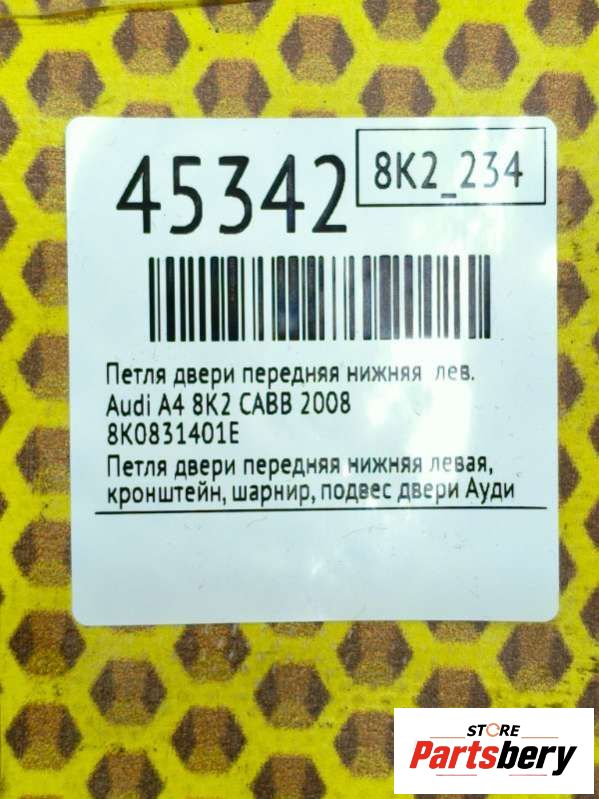 45342
8K2_234
Петля двери передняя нижняя лев.
Audi A4 8K2 CABB 2008
8K0831401E
Петля двери передняя нижняя левая,
кронштейн, шарнир, подвес двери Ауди
STORE
Partsbery